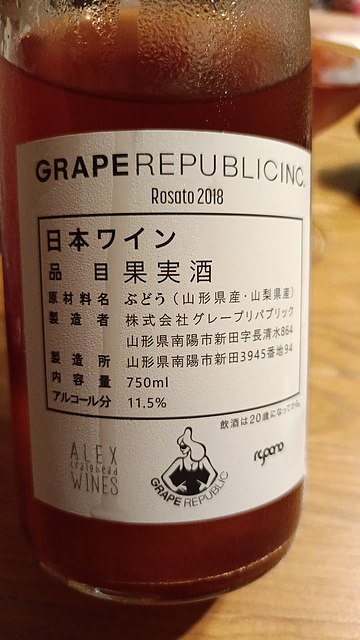 GRAPEREPUBLICINC.
Rosato 2018
日本ワイン
品 目 果実酒
原材料名 ぶどう（山形県産・山梨県産）
製造者 株式会社グレープリパブリック
山形県南陽市新田字長清水864
製造所 山形県南陽市新田3945番地94
内容量 750ml
アルコール分 11.5%
飲酒は20歳になってから。
ALEX
craighead
WINES
GRAPE REPUBLIC